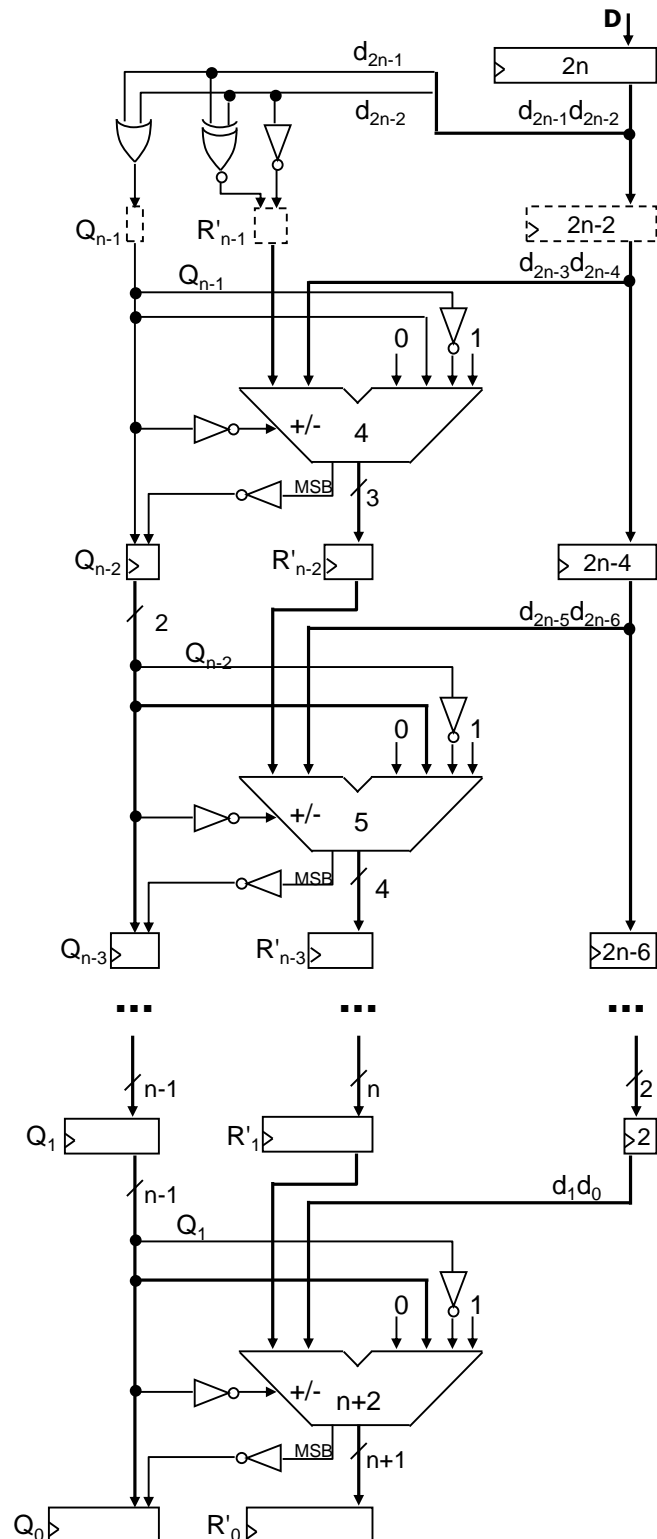 D
d2n-1
2n
d2n-2
d2n-1d2n-2
Qn-1
R'n-1
2n-2
Qn-1
d2n-3d2n-4
0
1
+/-
4
MSB
3
Qn-2
R'n-2
2n-4
2
d2n-5d2n-6
Qn-2
0
1
+/-
5
MSB
4
Qn-3
R'n-3
2n-6
...
...
...
n-1
n
2
Q1
R'1
2
n-1
d1d0
Q1
0
1
+/-
n+2
MSB
n+1
Q0
R'0